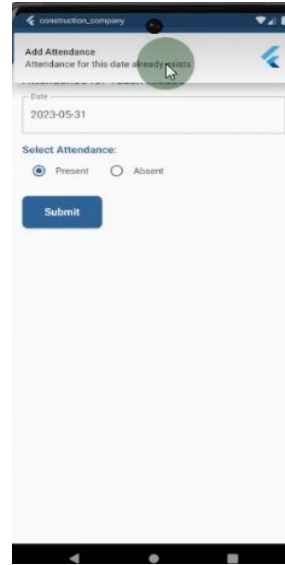 construction_company
Add Attendance
Attendance for this date already exists
Date
2023-05-31
Select Attendance:
Present
Absent
Submit